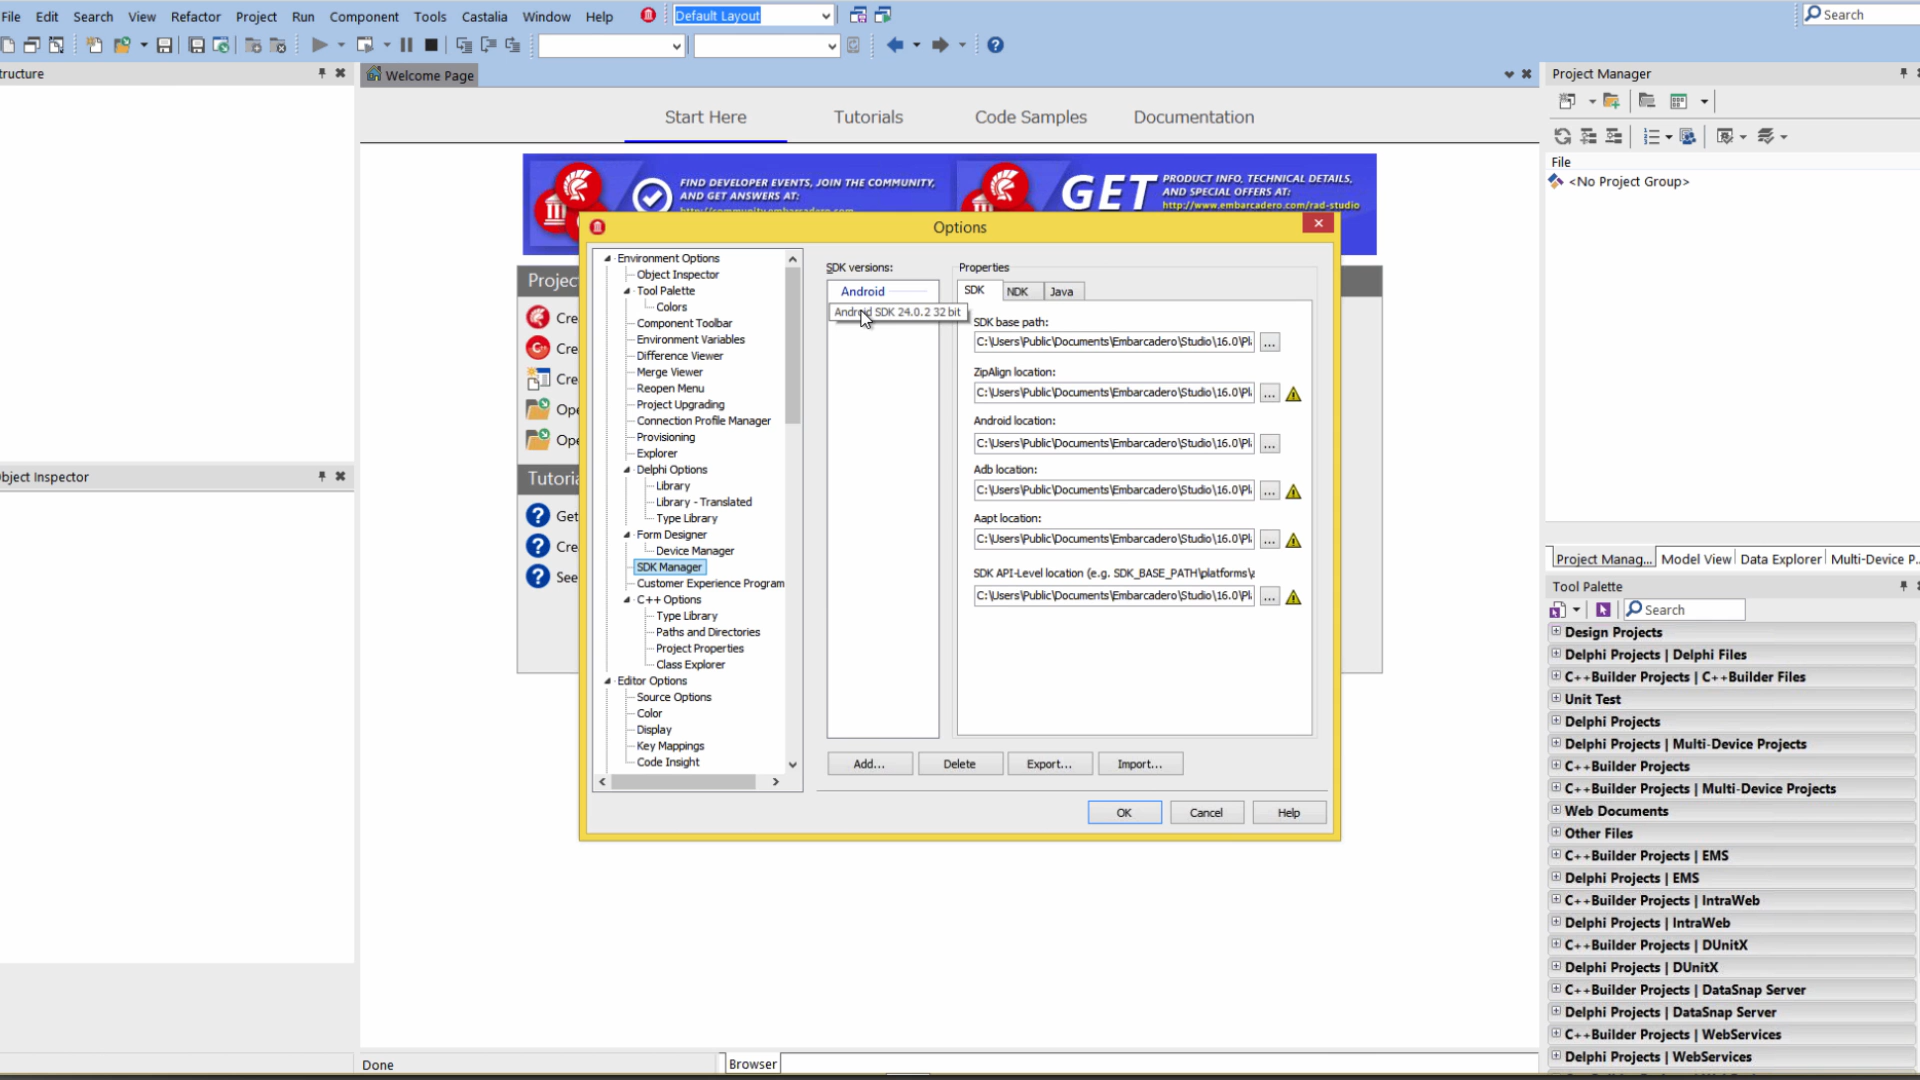 File Edit Search View Refactor Project Run Component Tools Castalia Window Help
Default Layout
Search
tructure
Welcome Page
Project Manager
Start Here Tutorials Code Samples Documentation
FIND DEVELOPER EVENTS, JOIN THE COMMUNITY,
AND GET ANSWERS AT:
GET
PRODUCT INFO, TECHNICAL DETAILS,
AND SPECIAL OFFERS AT:
http://www.embarcadero.com/rad-studio
File
<No Project Group>
Projec
Cre
Cre
Cre
Ope
Ope
Tutoria
Get
Cre
See
Options
Environment Options
Object Inspector
Tool Palette
Colors
Component Toolbar
Environment Variables
Difference Viewer
Merge Viewer
Reopen Menu
Project Upgrading
Connection Profile Manager
Provisioning
Explorer
Delphi Options
Library
Library - Translated
Type Library
Form Designer
Device Manager
SDK Manager
Customer Experience Program
C++ Options
Type Library
Paths and Directories
Project Properties
Class Explorer
Editor Options
Source Options
Color
Display
Key Mappings
Code Insight
SDK versions:
Android
Android SDK 24.0.2 32 bit
Properties
SDK NDK Java
SDK base path:
C:\Users\Public\Documents\Embarcadero\Studio\16.0\Pl
...
ZipAlign location:
C:\Users\Public\Documents\Embarcadero\Studio\16.0\Pl
...
Android location:
C:\Users\Public\Documents\Embarcadero\Studio\16.0\Pl
...
Adb location:
C:\Users\Public\Documents\Embarcadero\Studio\16.0\Pl
...
Aapt location:
C:\Users\Public\Documents\Embarcadero\Studio\16.0\Pl
...
SDK API-Level location (e.g. SDK_BASE_PATH\platforms\
C:\Users\Public\Documents\Embarcadero\Studio\16.0\Pl
...
Add... Delete Export... Import...
OK Cancel Help
bject Inspector
Project Manag... Model View Data Explorer Multi-Device P...
Tool Palette
Search
Design Projects
Delphi Projects | Delphi Files
C++Builder Projects | C++Builder Files
Unit Test
Delphi Projects
Delphi Projects | Multi-Device Projects
C++Builder Projects
C++Builder Projects | Multi-Device Projects
Web Documents
Other Files
C++Builder Projects | EMS
Delphi Projects | EMS
C++Builder Projects | IntraWeb
Delphi Projects | IntraWeb
C++Builder Projects | DUnitX
Delphi Projects | DUnitX
C++Builder Projects | DataSnap Server
Delphi Projects | DataSnap Server
C++Builder Projects | WebServices
Delphi Projects | WebServices
Done
Browser